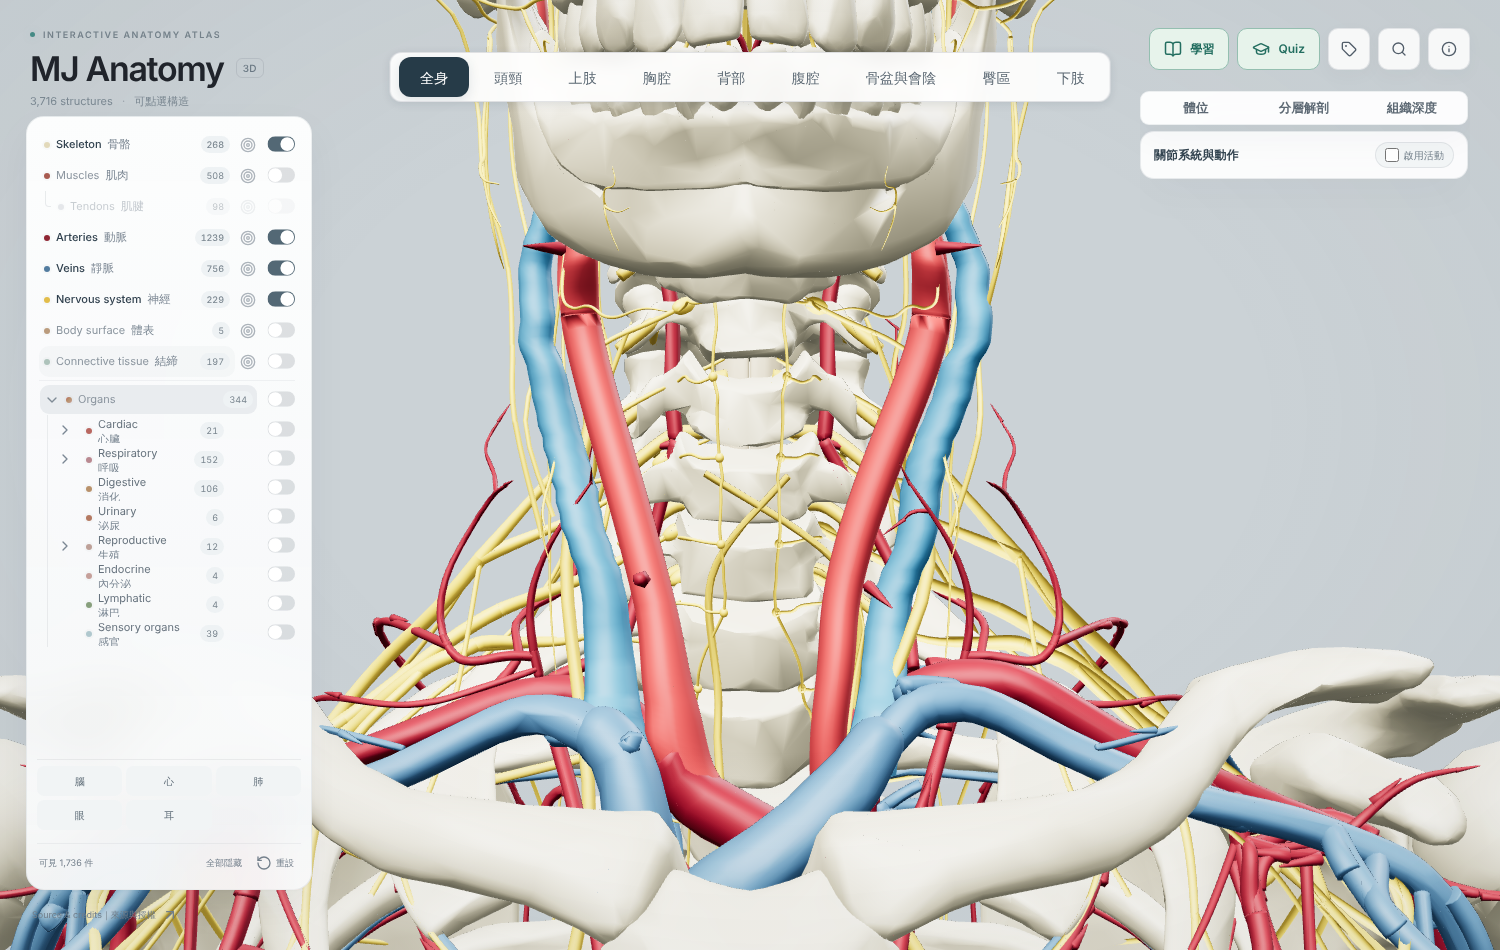 INTERACTIVE ANATOMY ATLAS
MJ Anatomy 3D
3,716 structures · 可點選構造
全身 頭頸 上肢 胸腔 背部 腹腔 骨盆與會陰 臀區 下肢
學習 Quiz
體位 分層解剖 組織深度
關節系統與動作 啟用活動
Skeleton 骨骼 268
Muscles 肌肉 508
Tendons 肌腱 98
Arteries 動脈 1239
Veins 靜脈 756
Nervous system 神經 229
Body surface 體表 5
Connective tissue 結締 197
Organs 344
Cardiac 21
心臟
Respiratory 152
呼吸
Digestive 106
消化
Urinary 6
泌尿
Reproductive 12
生殖
Endocrine 4
內分泌
Lymphatic 4
淋巴
Sensory organs 39
感官
腦 心 肺
眼 耳
可見 1,736 件 全部隱藏 重設
credits |